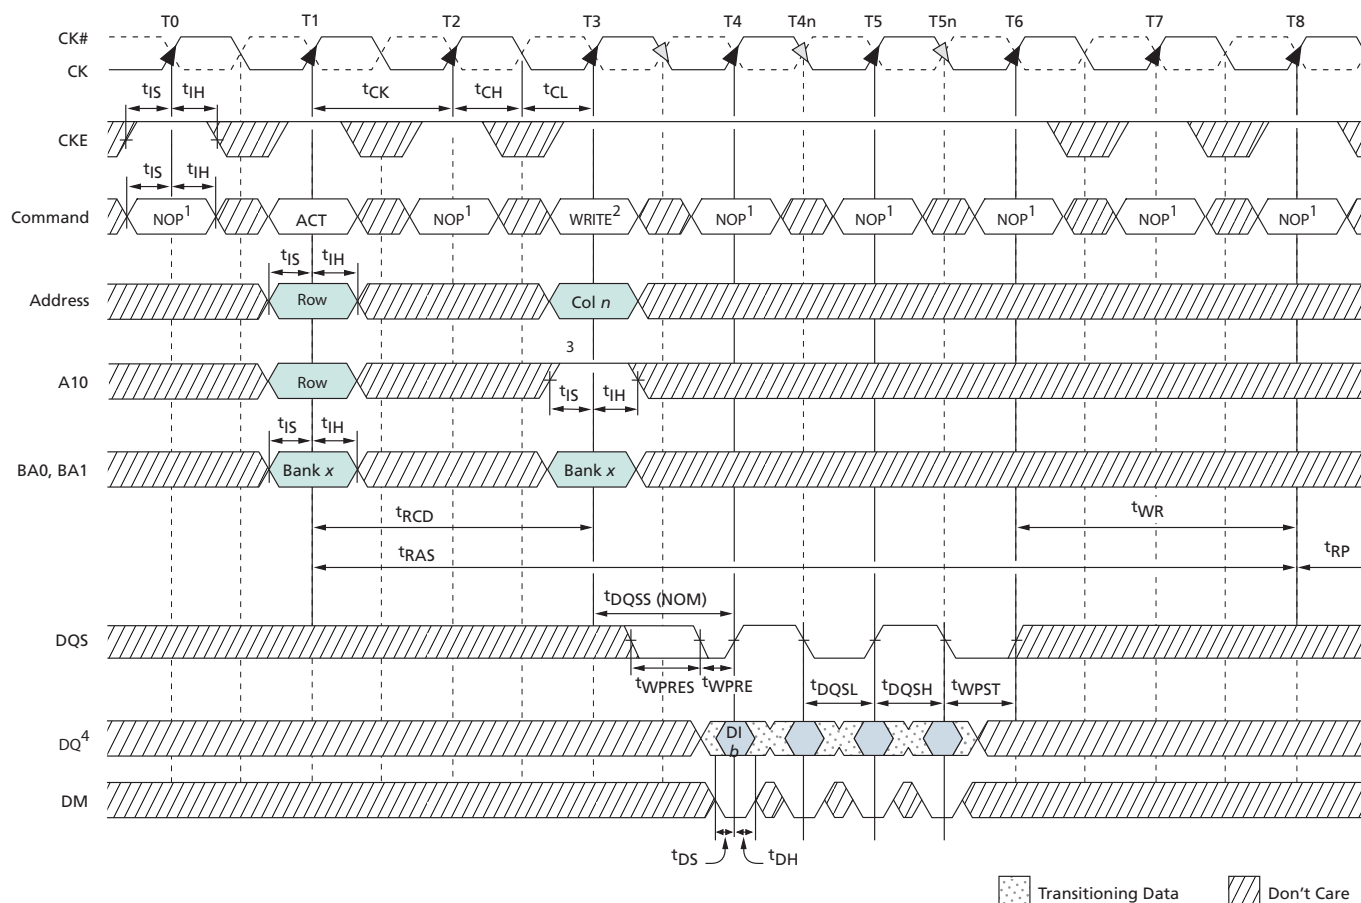 T0 T1 T2 T3 T4 T4n T5 T5n T6 T7 T8
CK#
CK
tIS tIH tCK tCH tCL
CKE
tIS tIH
Command NOP1 ACT NOP1 WRITE2 NOP1 NOP1 NOP1 NOP1 NOP1
tIS tIH
Address Row Col n
3
A10 Row
tIS tIH
tIS tIH
BA0, BA1 Bank x Bank x
tRCD tWR
tRAS tRP
tDQSS (NOM)
DQS
tWPRES tWPRE tDQSL tDQSH tWPST
DQ4 DI
b
DM
tDS tDH
Transitioning Data Don't Care